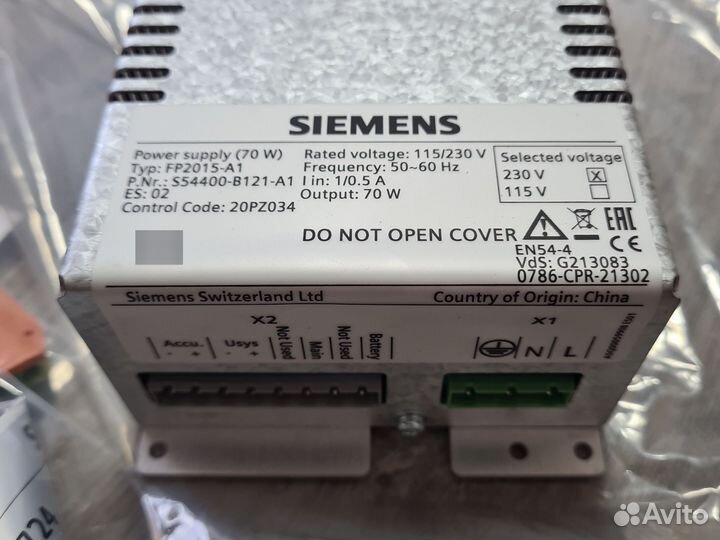 SIEMENS
Power supply (70 W)
Typ: FP2015-A1
P.Nr.: S54400-B121-A1
ES: 02
Control Code: 20PZ034
Rated voltage: 115/230 V
Frequency: 50~60 Hz
I in: 1/0.5 A
Output: 70 W
Selected voltage
230 V x
115 V
DO NOT OPEN COVER
EAC
CE
EN54-4
VdS: G213083
0786-CPR-21302
Siemens Switzerland Ltd
Country of Origin: China
X2
X1
Accu.
- +
Usys
- +
Not Used
Main
Not Used
Battery
N
L
724
Avito